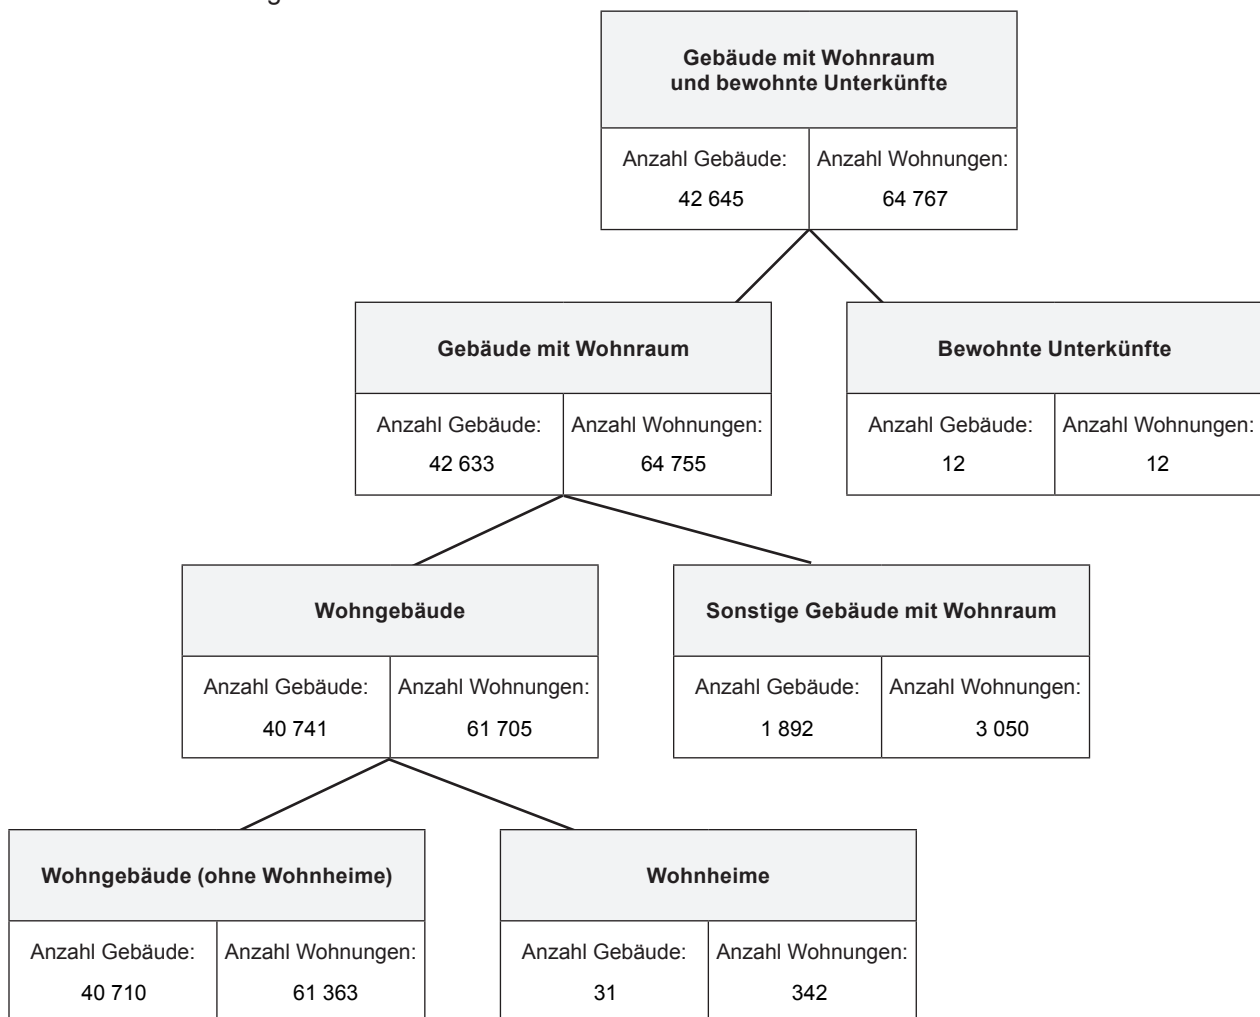 Gebäude mit Wohnraum
und bewohnte Unterkünfte
Anzahl Gebäude: Anzahl Wohnungen:
42 645 64 767
Gebäude mit Wohnraum Bewohnte Unterkünfte
Anzahl Gebäude: Anzahl Wohnungen: Anzahl Gebäude: Anzahl Wohnungen:
42 633 64 755 12 12
Wohngebäude Sonstige Gebäude mit Wohnraum
Anzahl Gebäude: Anzahl Wohnungen: Anzahl Gebäude: Anzahl Wohnungen:
40 741 61 705 1 892 3 050
Wohngebäude (ohne Wohnheime) Wohnheime
Anzahl Gebäude: Anzahl Wohnungen: Anzahl Gebäude: Anzahl Wohnungen:
40 710 61 363 31 342